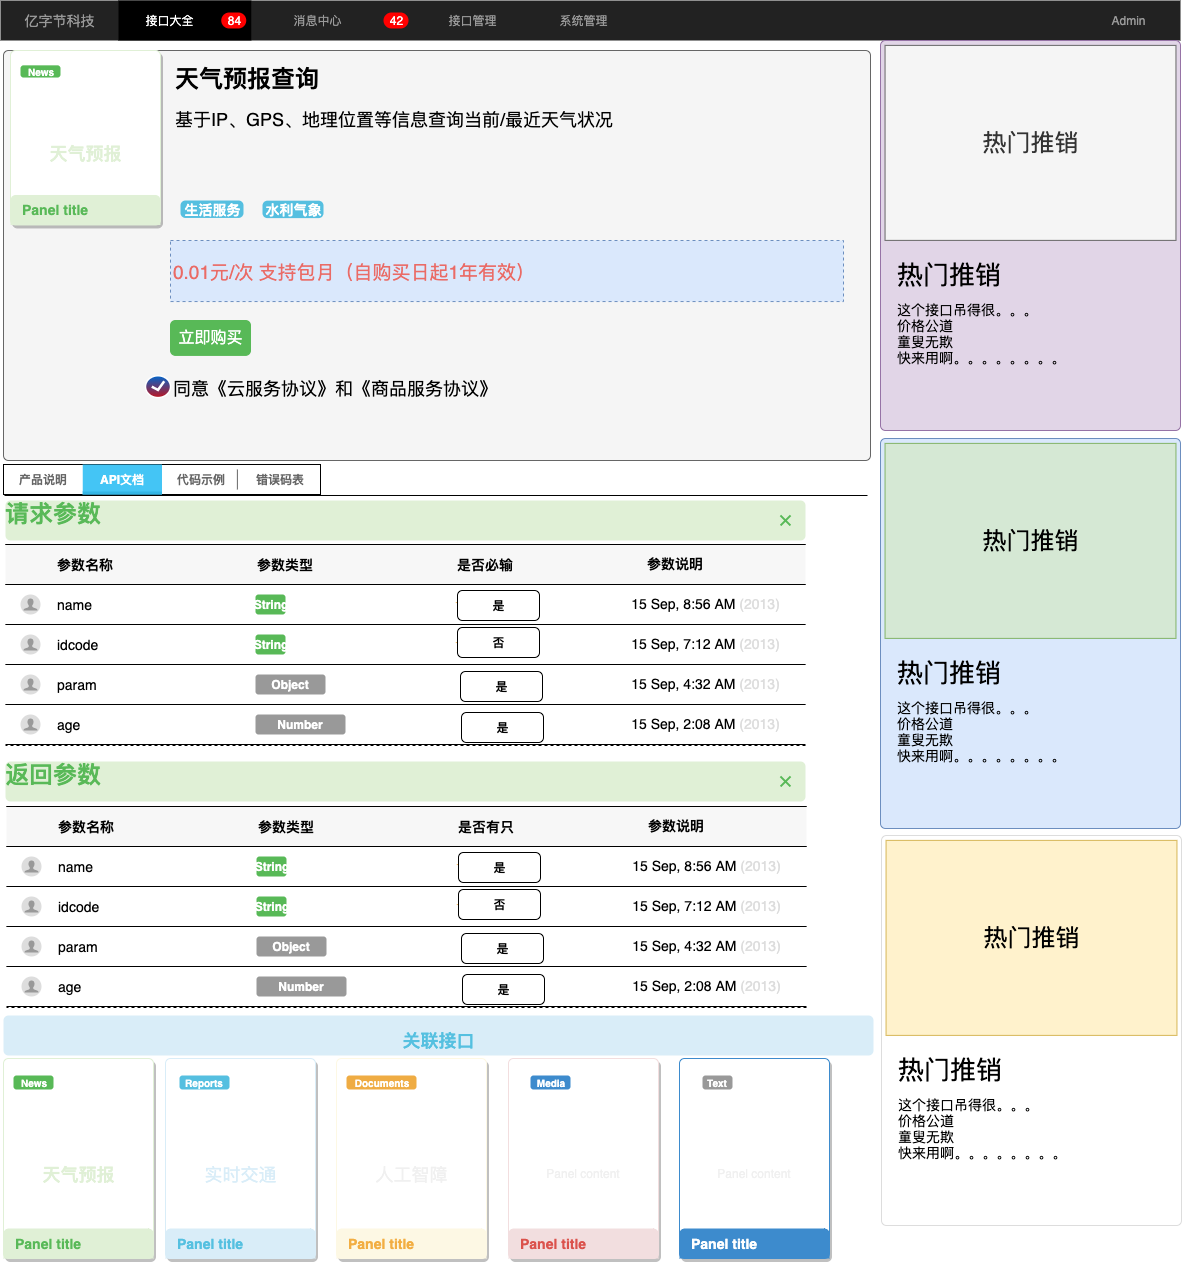 亿字节科技
接口大全
84
消息中心
42
接口管理
系统管理
Admin
News
天气预报
Panel title
天气预报查询
基于IP、GPS、地理位置等信息查询当前/最近天气状况
生活服务
水利气象
0.01元/次 支持包月（自购买日起1年有效）
立即购买
同意《云服务协议》和《商品服务协议》
产品说明
API文档
代码示例
错误码表
请求参数
×
参数名称 参数类型 是否必输 参数说明
name String 是 15 Sep, 8:56 AM (2013)
idcode String 否 15 Sep, 7:12 AM (2013)
param Object 是 15 Sep, 4:32 AM (2013)
age Number 是 15 Sep, 2:08 AM (2013)
返回参数
×
参数名称 参数类型 是否有只 参数说明
name String 是 15 Sep, 8:56 AM (2013)
idcode String 否 15 Sep, 7:12 AM (2013)
param Object 是 15 Sep, 4:32 AM (2013)
age Number 是 15 Sep, 2:08 AM (2013)
关联接口
News
天气预报
Panel title
Reports
实时交通
Panel title
Documents
人工智障
Panel title
Media
Panel content
Panel title
Text
Panel content
Panel title
热门推销
热门推销
这个接口吊得很。。。
价格公道
童叟无欺
快来用啊。。。。。。。。
热门推销
热门推销
这个接口吊得很。。。
价格公道
童叟无欺
快来用啊。。。。。。。。
热门推销
热门推销
这个接口吊得很。。。
价格公道
童叟无欺
快来用啊。。。。。。。。